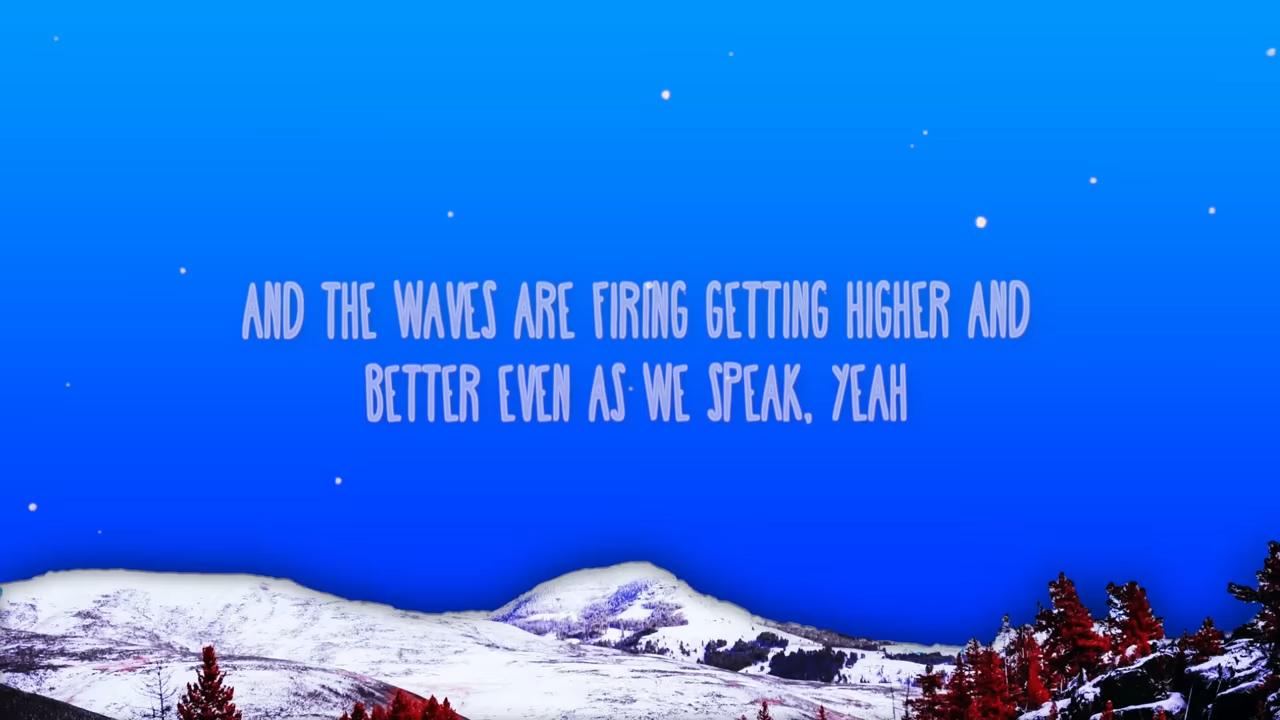 AND THE WAVES ARE FIRING GETTING HIGHER AND
BETTER EVEN AS WE SPEAK, YEAH